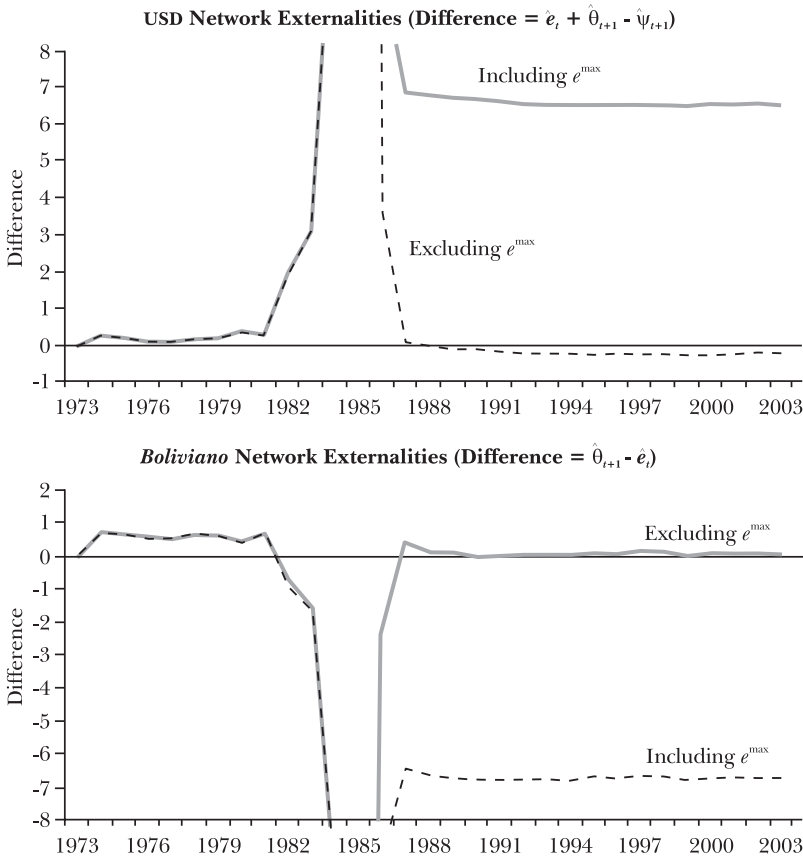 USD Network Externalities (Difference = ê_t + θ̂_{t+1} - ψ̂_{t+1})
8
7
Including e^max
6
5
4
3
Excluding e^max
2
1
0
-1
Difference
1973 1976 1979 1982 1985 1988 1991 1994 1997 2000 2003
Boliviano Network Externalities (Difference = θ̂_{t+1} - ê_t)
2
1
Excluding e^max
0
-1
-2
-3
-4
-5
-6
Including e^max
-7
-8
Difference
1973 1976 1979 1982 1985 1988 1991 1994 1997 2000 2003